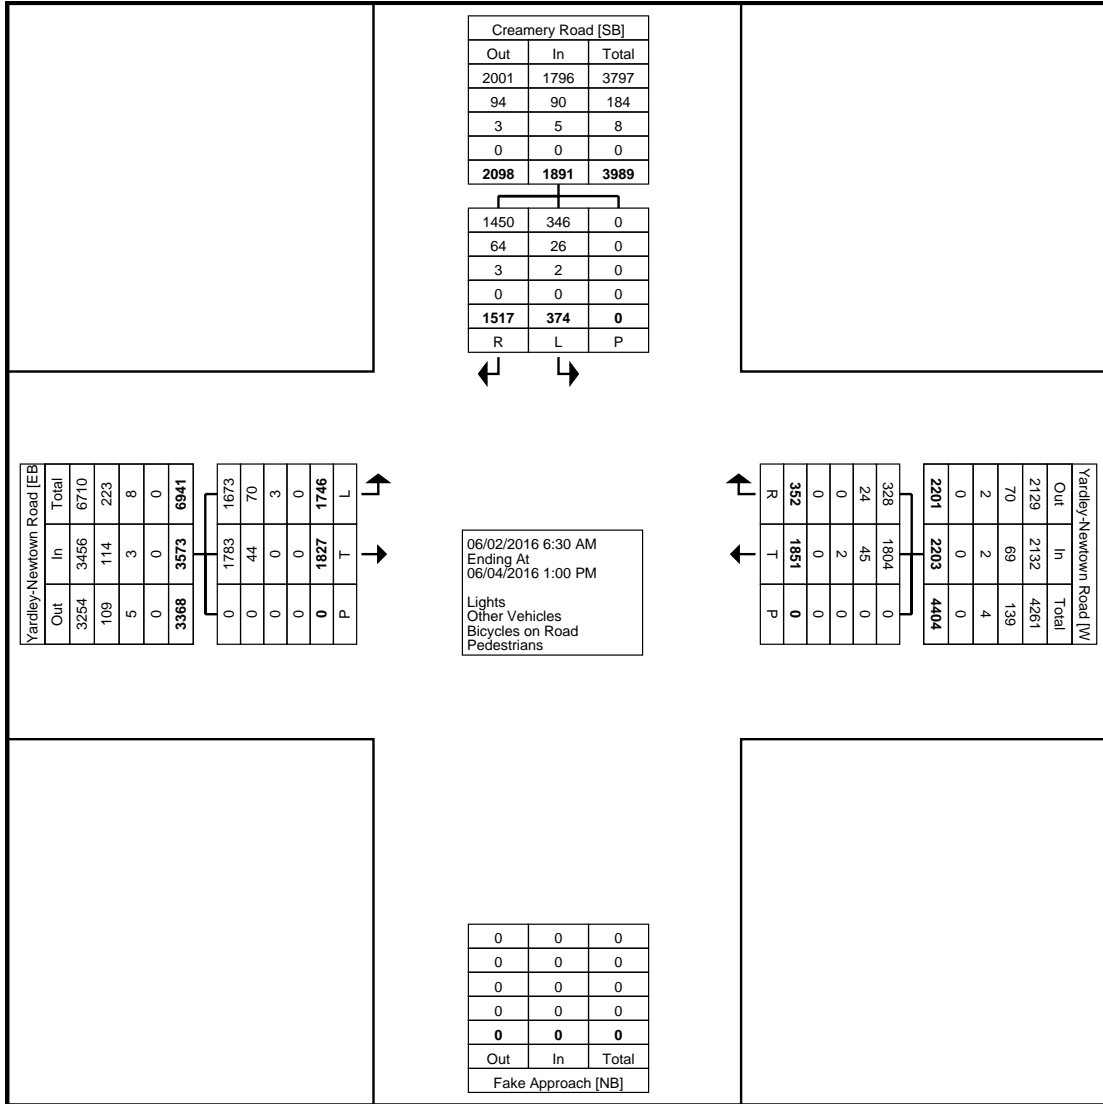 Creamery Road [SB]
Out In Total
2001 1796 3797
94 90 184
3 5 8
0 0 0
2098 1891 3989
1450 346 0
64 26 0
3 2 0
0 0 0
1517 374 0
R L P
Yardley-Newtown Road [EB
Out In Total
3254 3456 6710
109 114 223
5 3 8
0 0 0
3368 3573 6941
0 1783 1673
0 44 70
0 0 3
0 0 0
0 1827 1746
P T L
06/02/2016 6:30 AM
Ending At
06/04/2016 1:00 PM
Lights
Other Vehicles
Bicycles on Road
Pedestrians
Yardley-Newtown Road [W
Out In Total
2129 2132 4261
70 69 139
2 2 4
0 0 0
2201 2203 4404
328 1804 0
24 45 0
0 2 0
0 0 0
352 1851 0
R T P
0 0 0
0 0 0
0 0 0
0 0 0
0 0 0
Out In Total
Fake Approach [NB]